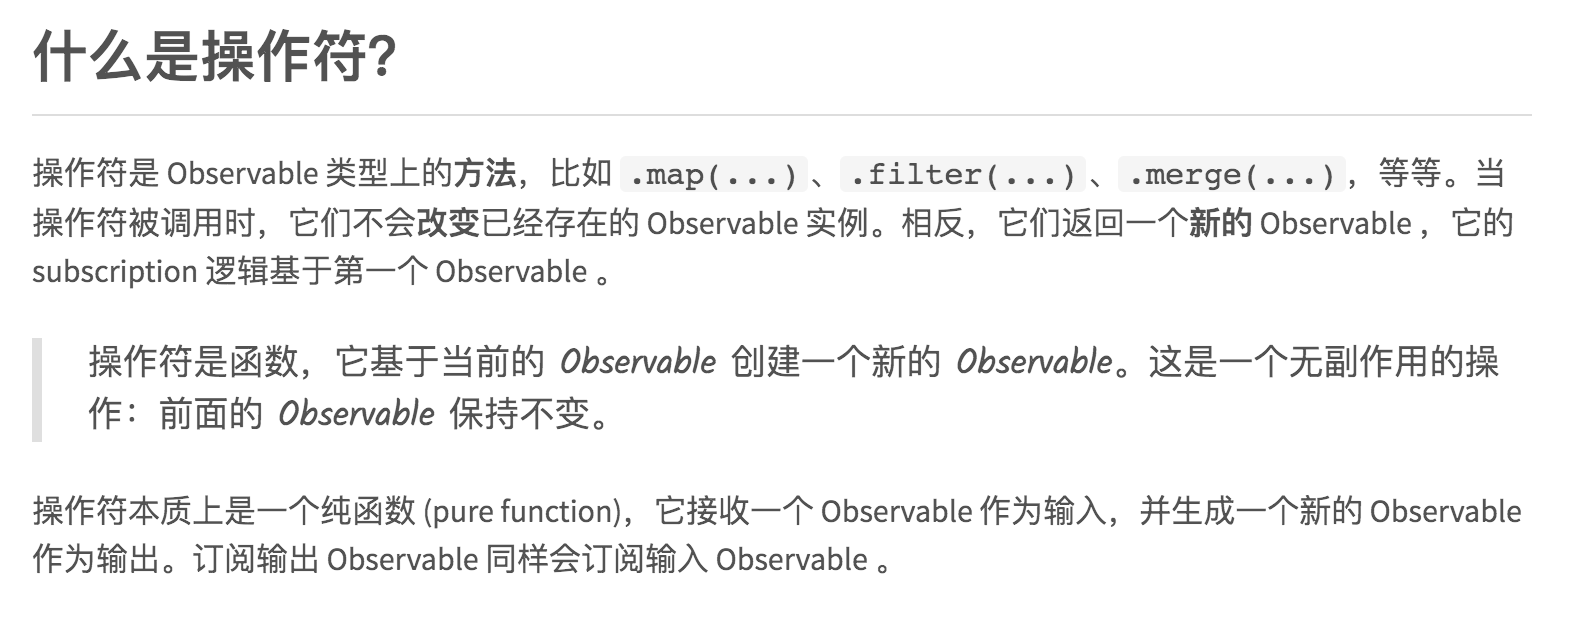 什么是操作符？
操作符是 Observable 类型上的方法，比如 .map(...)、.filter(...)、.merge(...)，等等。当
操作符被调用时，它们不会改变已经存在的 Observable 实例。相反，它们返回一个新的 Observable ，它的
subscription 逻辑基于第一个 Observable 。
操作符是函数，它基于当前的 Observable 创建一个新的 Observable。这是一个无副作用的操
作：前面的 Observable 保持不变。
操作符本质上是一个纯函数 (pure function)，它接收一个 Observable 作为输入，并生成一个新的 Observable
作为输出。订阅输出 Observable 同样会订阅输入 Observable 。